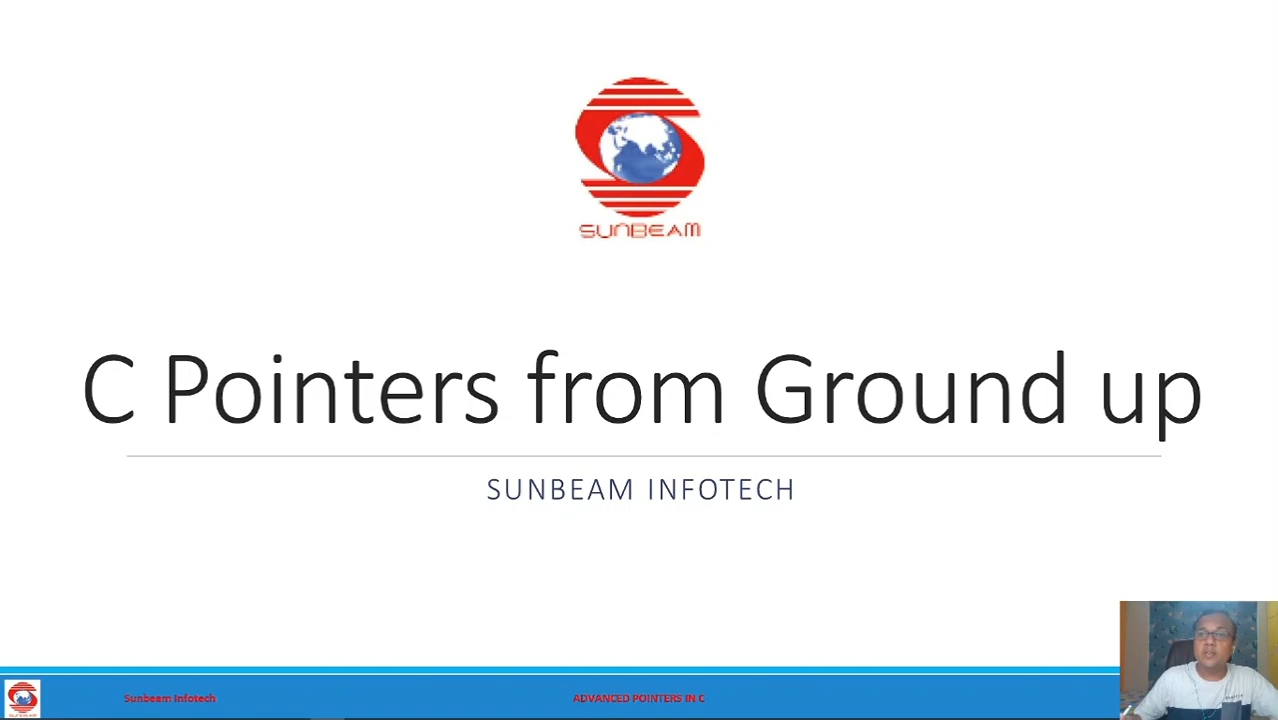 SUNBEAM
C Pointers from Ground up
SUNBEAM INFOTECH
Sunbeam Infotech
ADVANCED POINTERS IN C